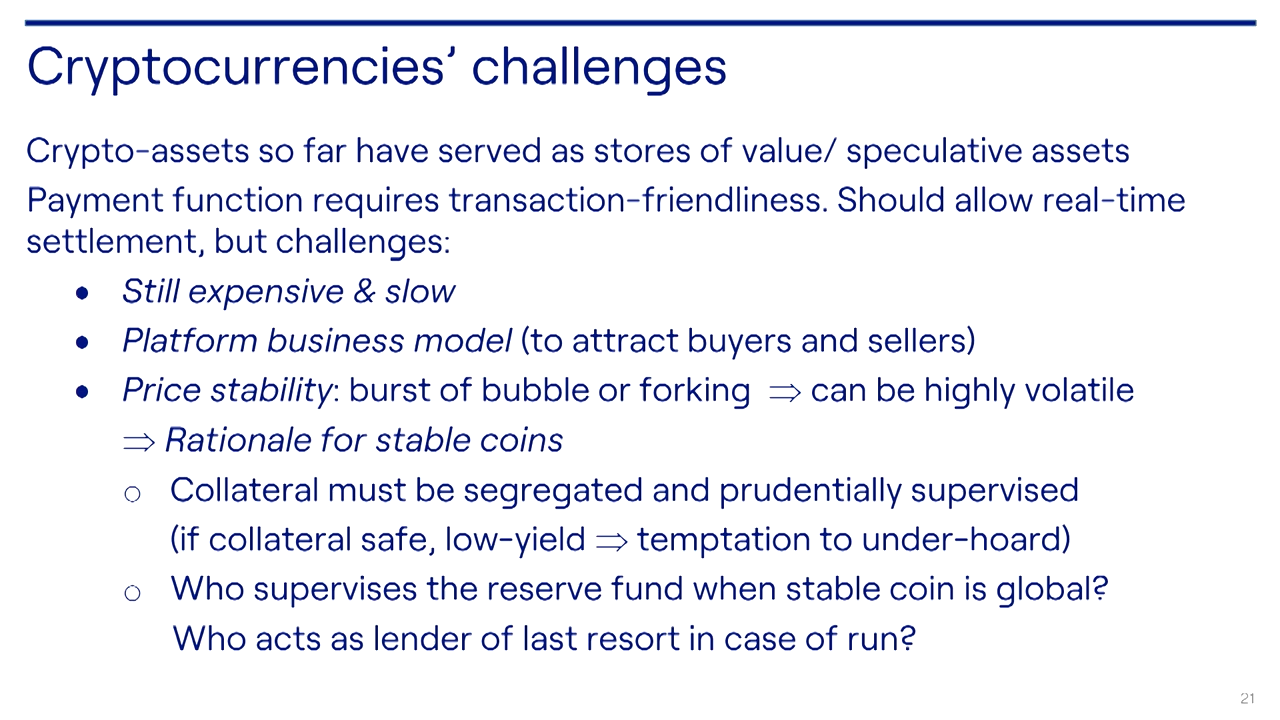 Cryptocurrencies’ challenges
Crypto-assets so far have served as stores of value/ speculative assets
Payment function requires transaction-friendliness. Should allow real-time
settlement, but challenges:
• Still expensive & slow
• Platform business model (to attract buyers and sellers)
• Price stability: burst of bubble or forking ⇒ can be highly volatile
⇒ Rationale for stable coins
○ Collateral must be segregated and prudentially supervised
(if collateral safe, low-yield ⇒ temptation to under-hoard)
○ Who supervises the reserve fund when stable coin is global?
Who acts as lender of last resort in case of run?
21